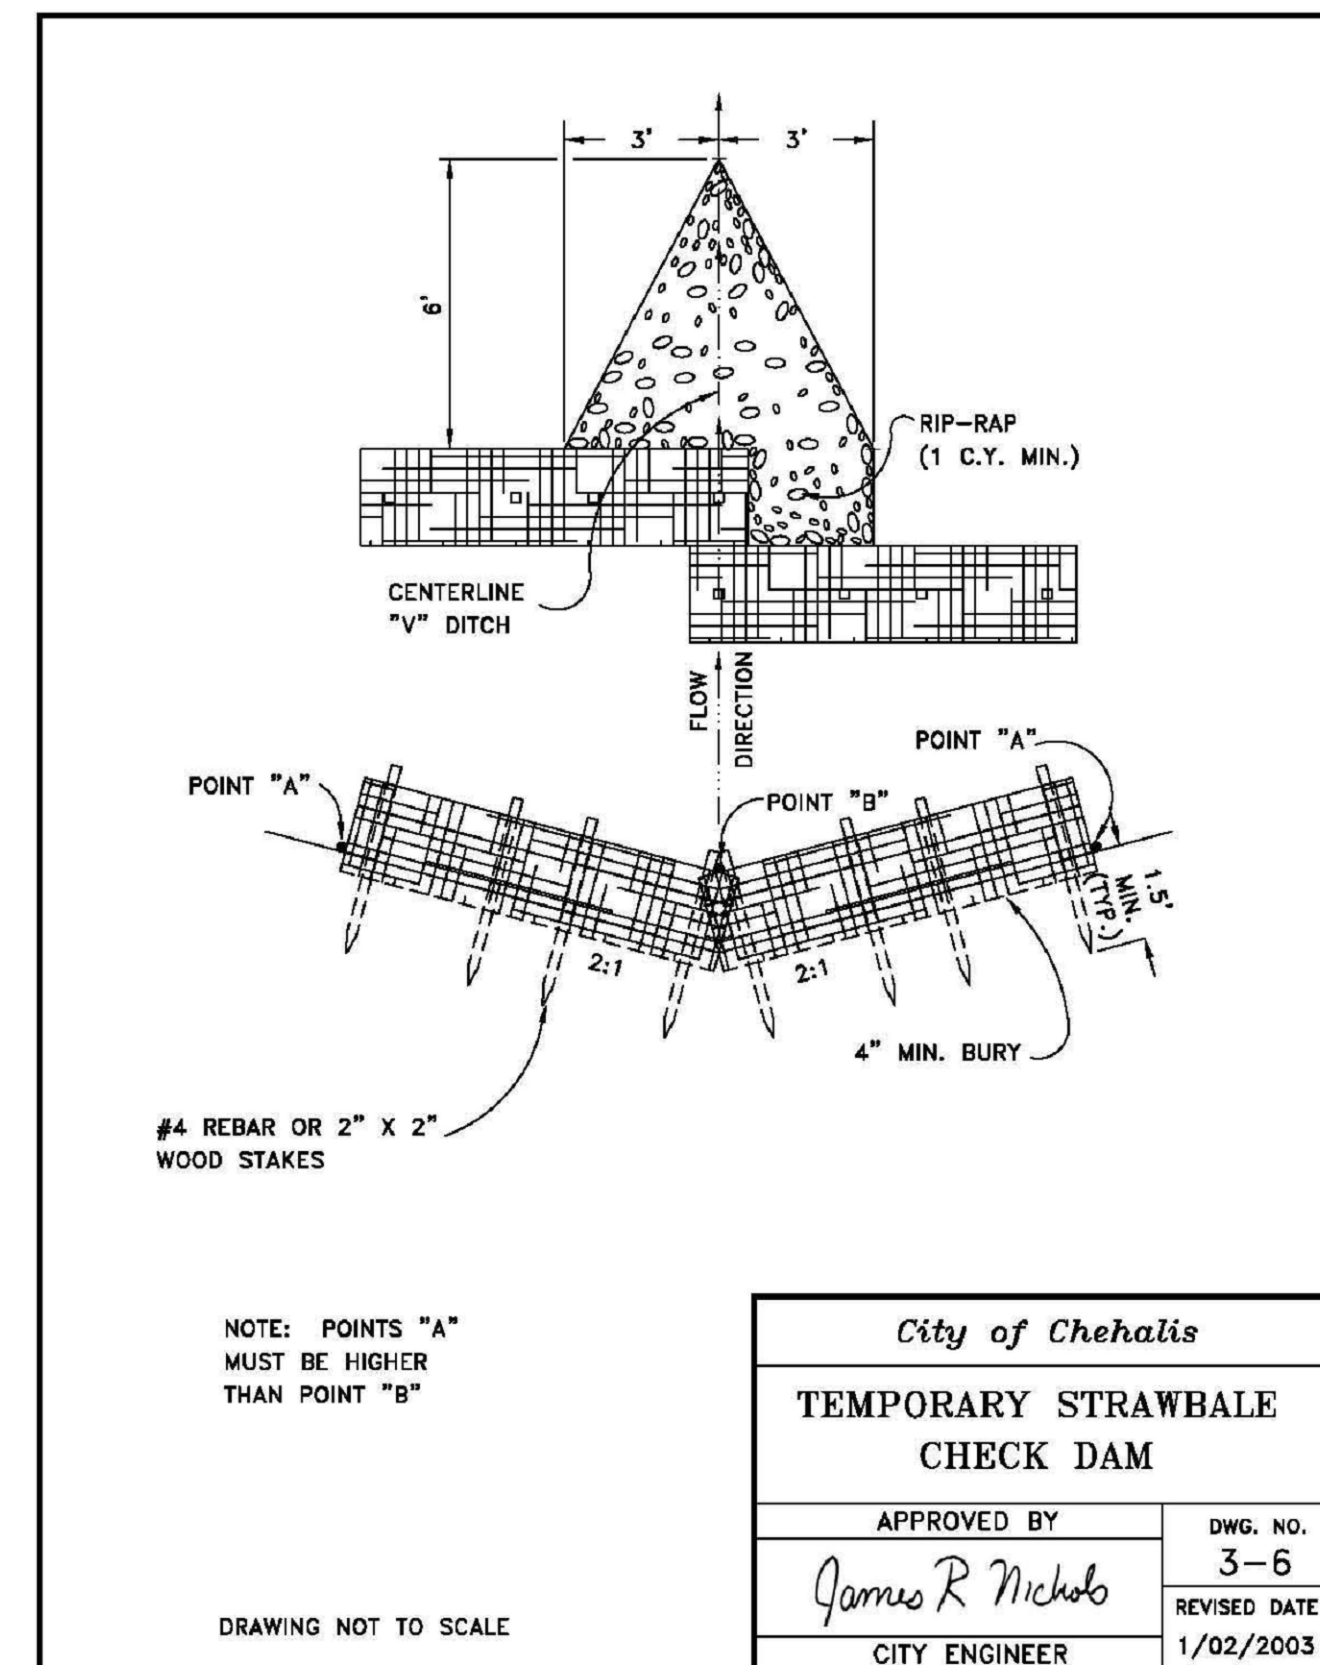 3'
3'
6'
RIP-RAP
(1 C.Y. MIN.)
CENTERLINE
"V" DITCH
FLOW
DIRECTION
POINT "A"
POINT "A"
POINT "B"
1.5'
MIN.
(TYP.)
2:1
2:1
4" MIN. BURY
#4 REBAR OR 2" X 2"
WOOD STAKES
NOTE: POINTS "A"
MUST BE HIGHER
THAN POINT "B"
DRAWING NOT TO SCALE
City of Chehalis
TEMPORARY STRAWBALE
CHECK DAM
APPROVED BY
James R Nichols
CITY ENGINEER
DWG. NO.
3-6
REVISED DATE
1/02/2003